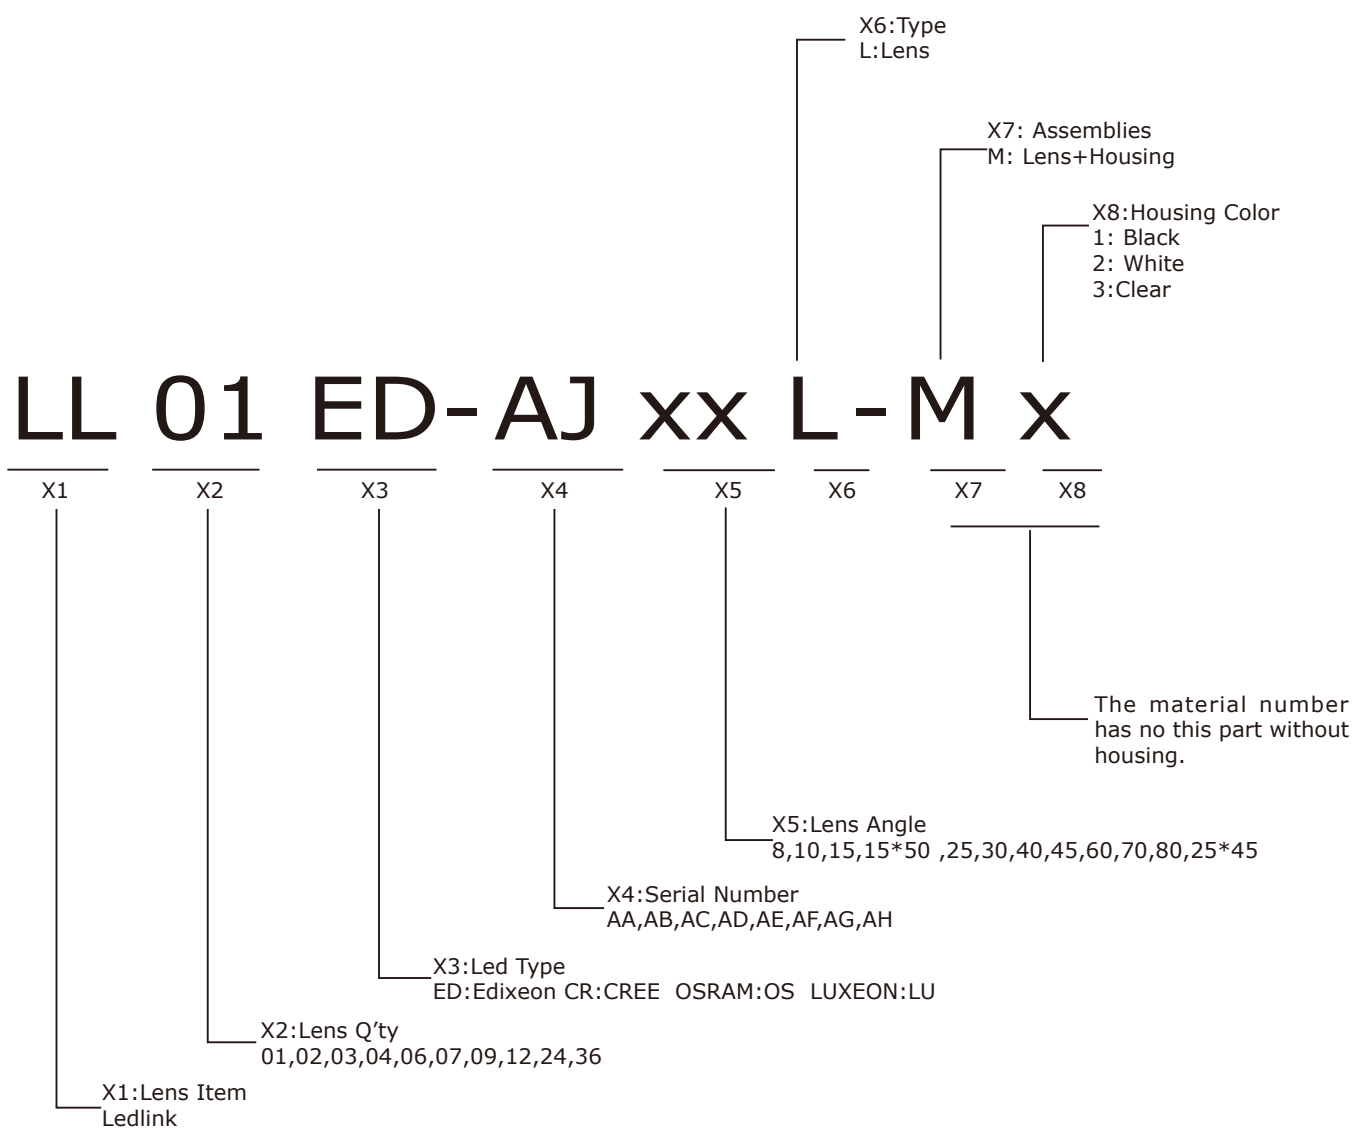 X6:Type
L:Lens
X7: Assemblies
M: Lens+Housing
X8:Housing Color
1: Black
2: White
3:Clear
LL 01 ED-AJ xx L-M x
X1 X2 X3 X4 X5 X6 X7 X8
The material number
has no this part without
housing.
X5:Lens Angle
8,10,15,15*50 ,25,30,40,45,60,70,80,25*45
X4:Serial Number
AA,AB,AC,AD,AE,AF,AG,AH
X3:Led Type
ED:Edixeon CR:CREE OSRAM:OS LUXEON:LU
X2:Lens Q’ty
01,02,03,04,06,07,09,12,24,36
X1:Lens Item
Ledlink